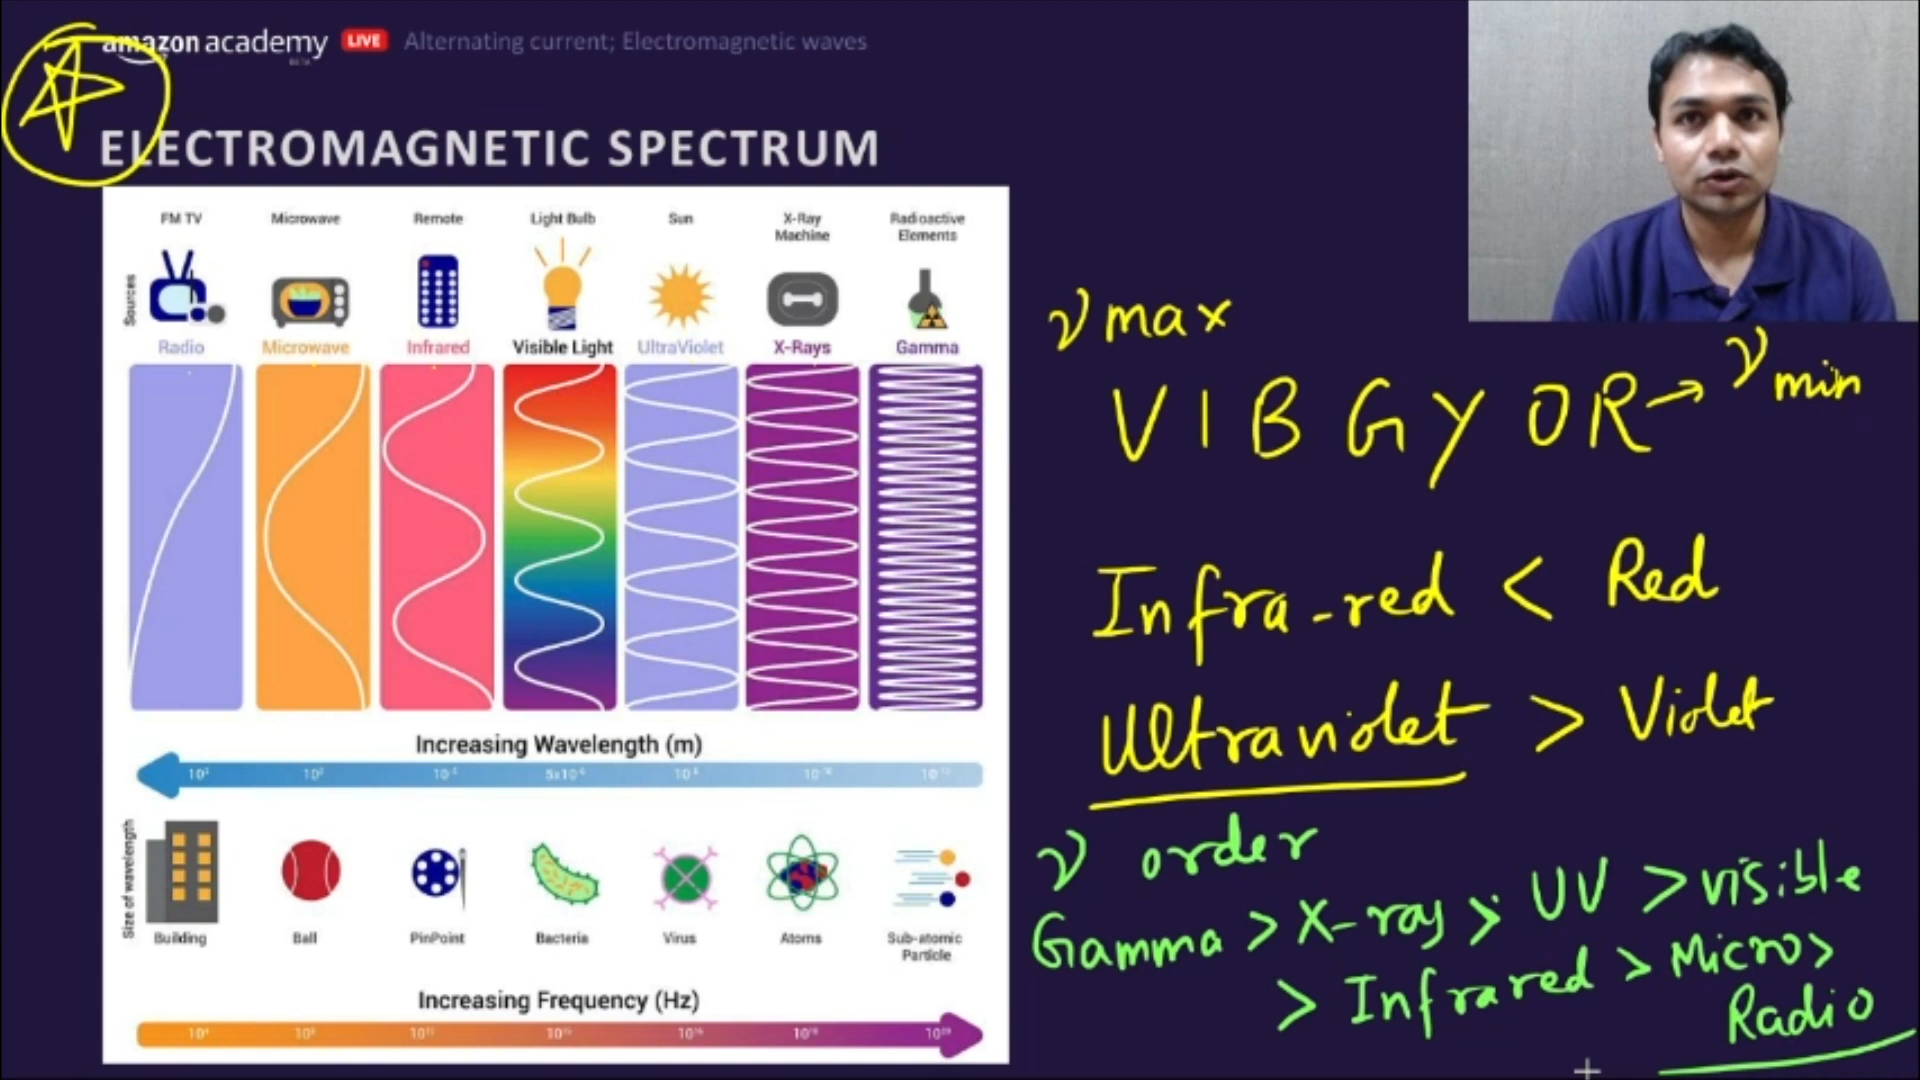 amazon academy LIVE Alternating current; Electromagnetic waves
BETA
ELECTROMAGNETIC SPECTRUM
FM TV Microwave Remote Light Bulb Sun X-Ray Machine Radioactive Elements
Sources
Radio Microwave Infrared Visible Light UltraViolet X-Rays Gamma
Increasing Wavelength (m)
Size of wavelength
Building Ball PinPoint Bacteria Virus Atoms Sub-atomic Particle
Increasing Frequency (Hz)
ν max
V I B G Y O R → ν min
Infra-red < Red
Ultraviolet > Violet
ν order
Gamma > X-ray > UV > visible
> Infrared > Micro >
Radio